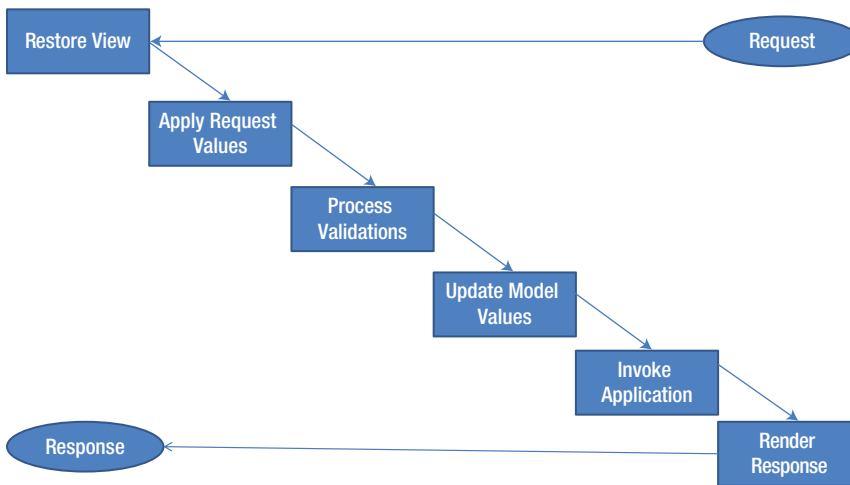 Restore View
Request
Apply Request
Values
Process
Validations
Update Model
Values
Invoke
Application
Render
Response
Response